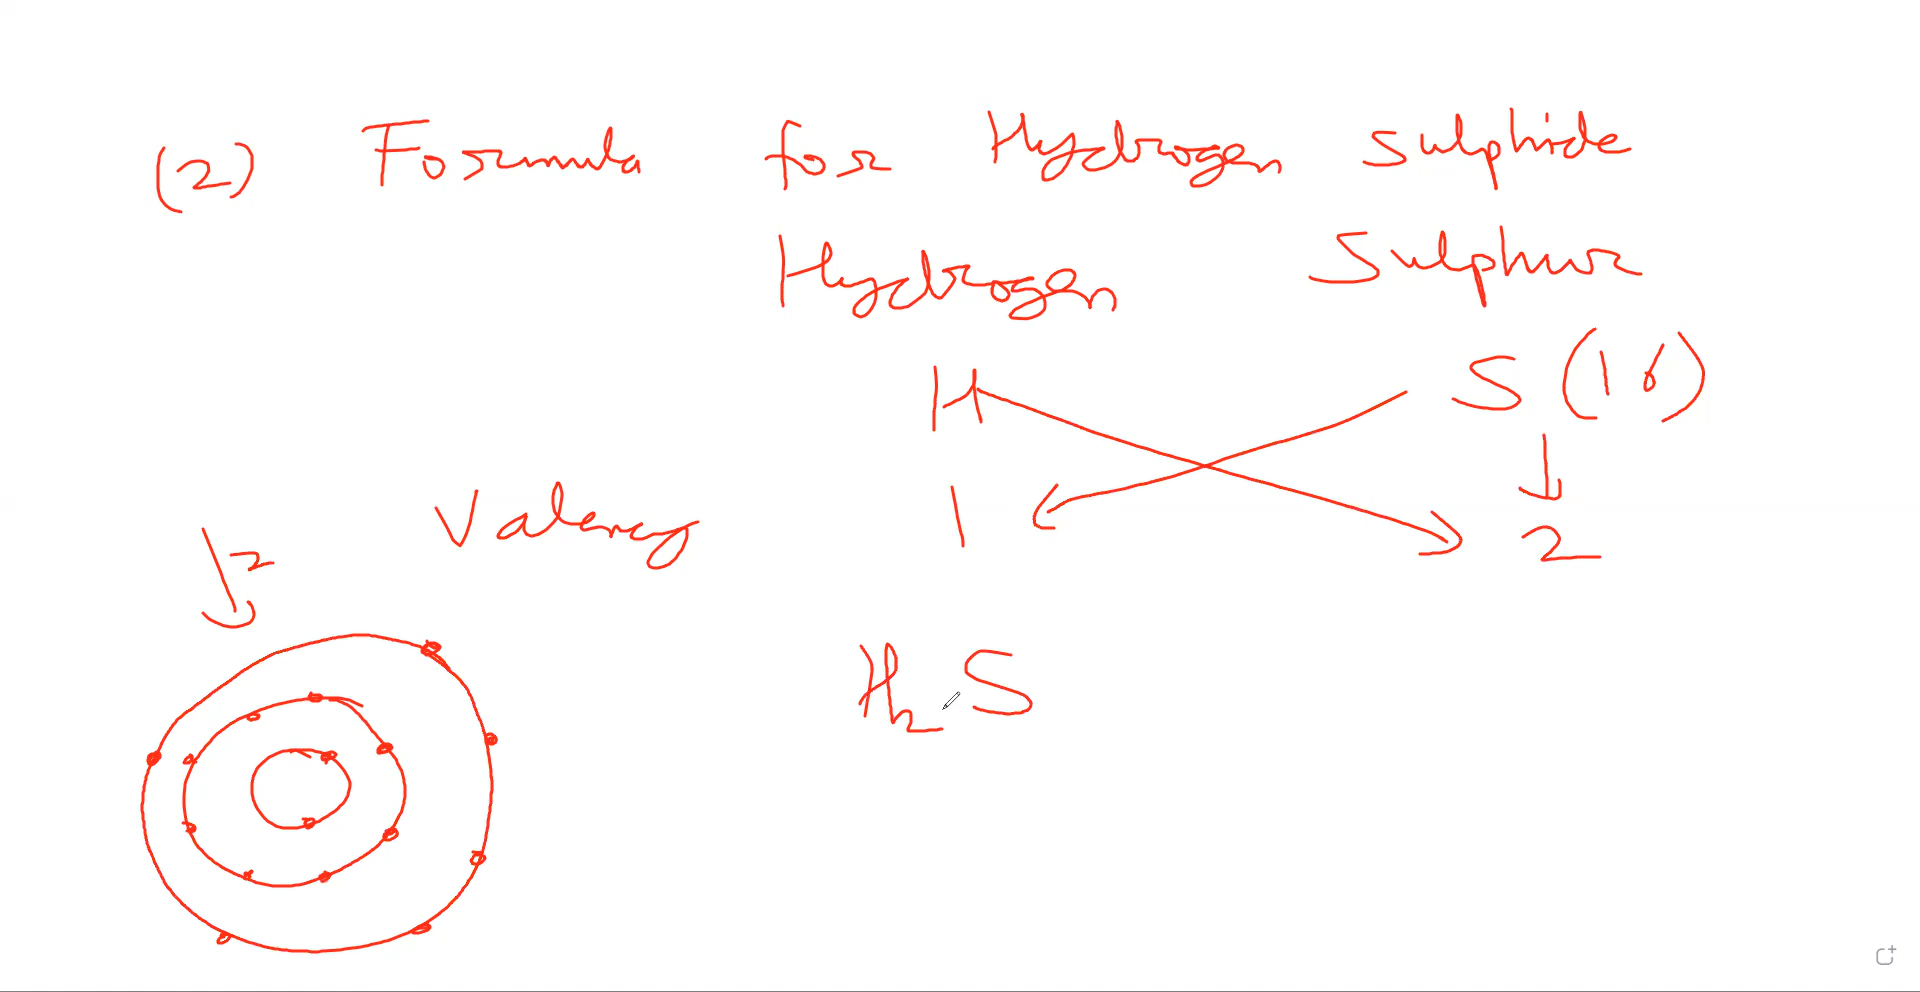 (2) Formula for Hydrogen sulphide
Hydrogen Sulphur
H S (16)
Valency 1 2
2
H2S